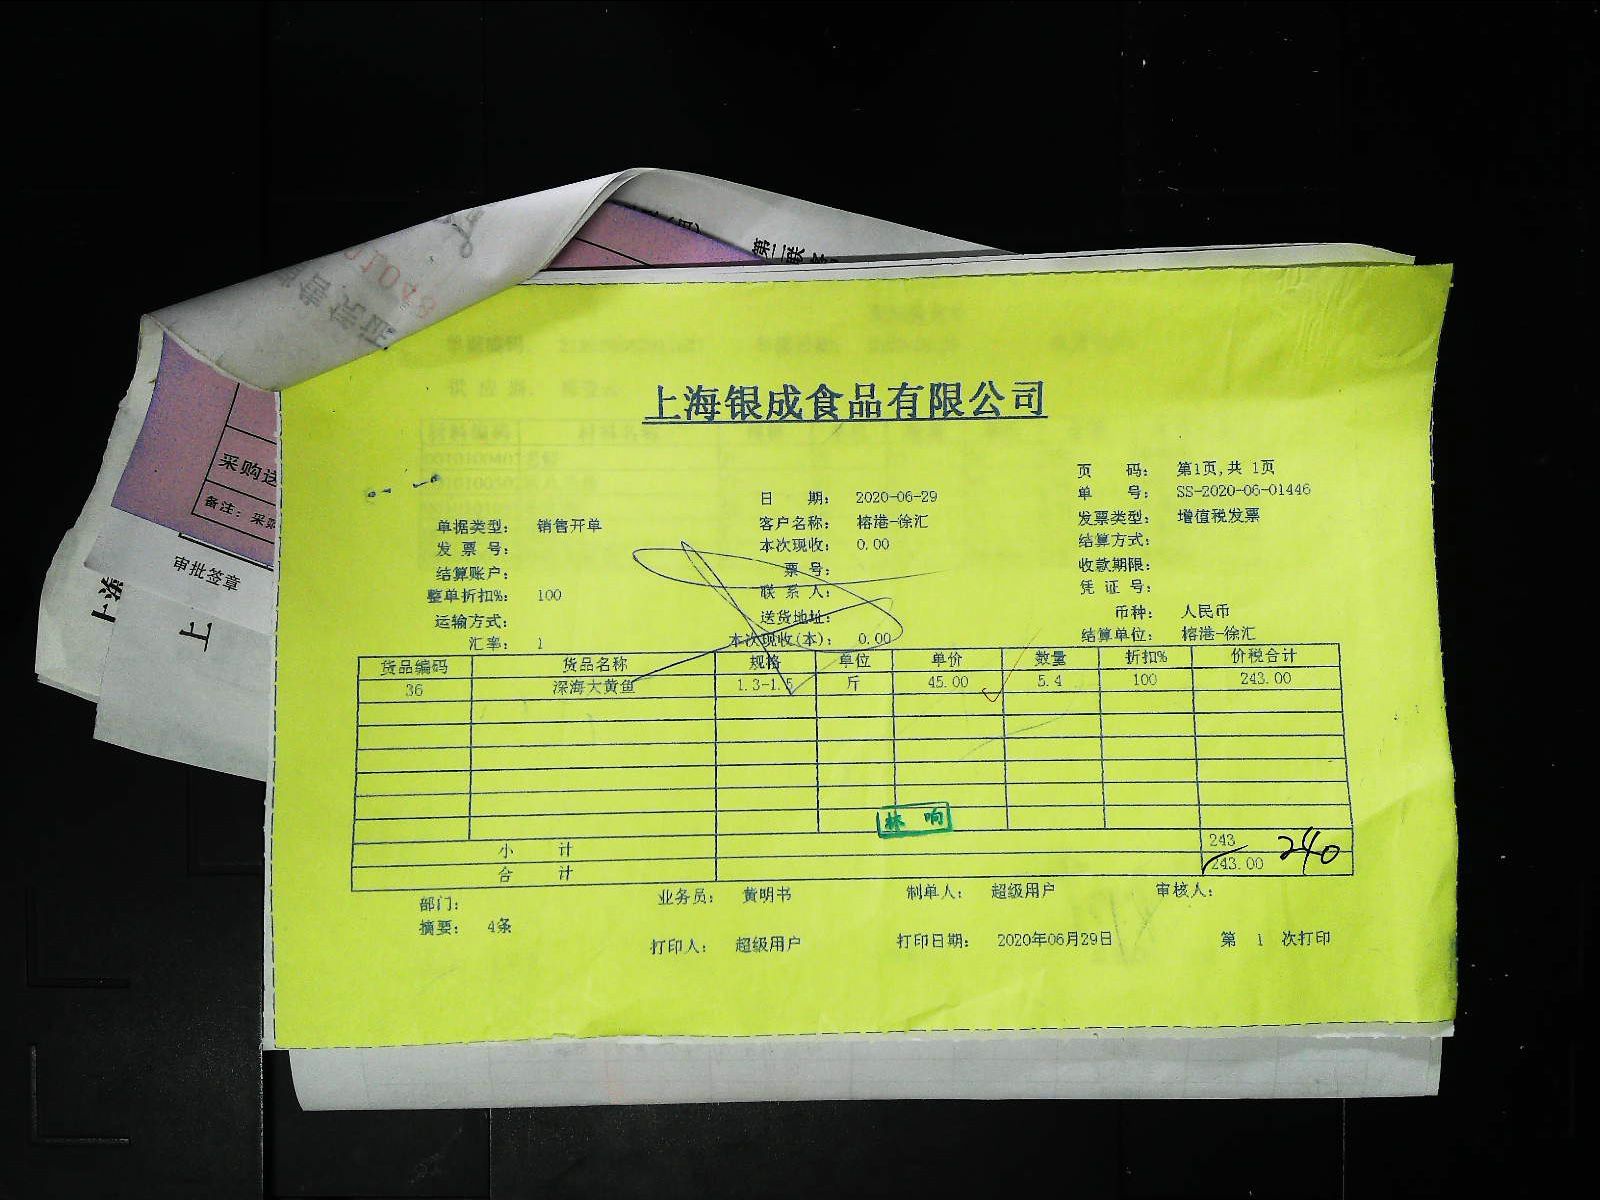 第二联
上海银成食品有限公司
页 码： 第1页,共 1页
日 期： 2020-06-29 单 号： SS-2020-06-01446
单据类型： 销售开单 客户名称： 榕港-徐汇 发票类型： 增值税发票
发 票 号： 本次现收： 0.00 结算方式：
结算账户： 票 号： 收款期限：
整单折扣%： 100 联 系 人： 凭 证 号：
运输方式： 送货地址： 币种： 人民币
汇率： 1 本次现收(本)： 0.00 结算单位： 榕港-徐汇
货品编码 货品名称 规格 单位 单价 数量 折扣% 价税合计
36 深海大黄鱼 1.3-1.5 斤 45.00 5.4 100 243.00
林 响
小 计 243
合 计 243.00 240
部门： 业务员： 黄明书 制单人： 超级用户 审核人：
摘要： 4条
打印人： 超级用户 打印日期： 2020年06月29日 第 1 次打印
采购送
备注：采购
审批签章
上